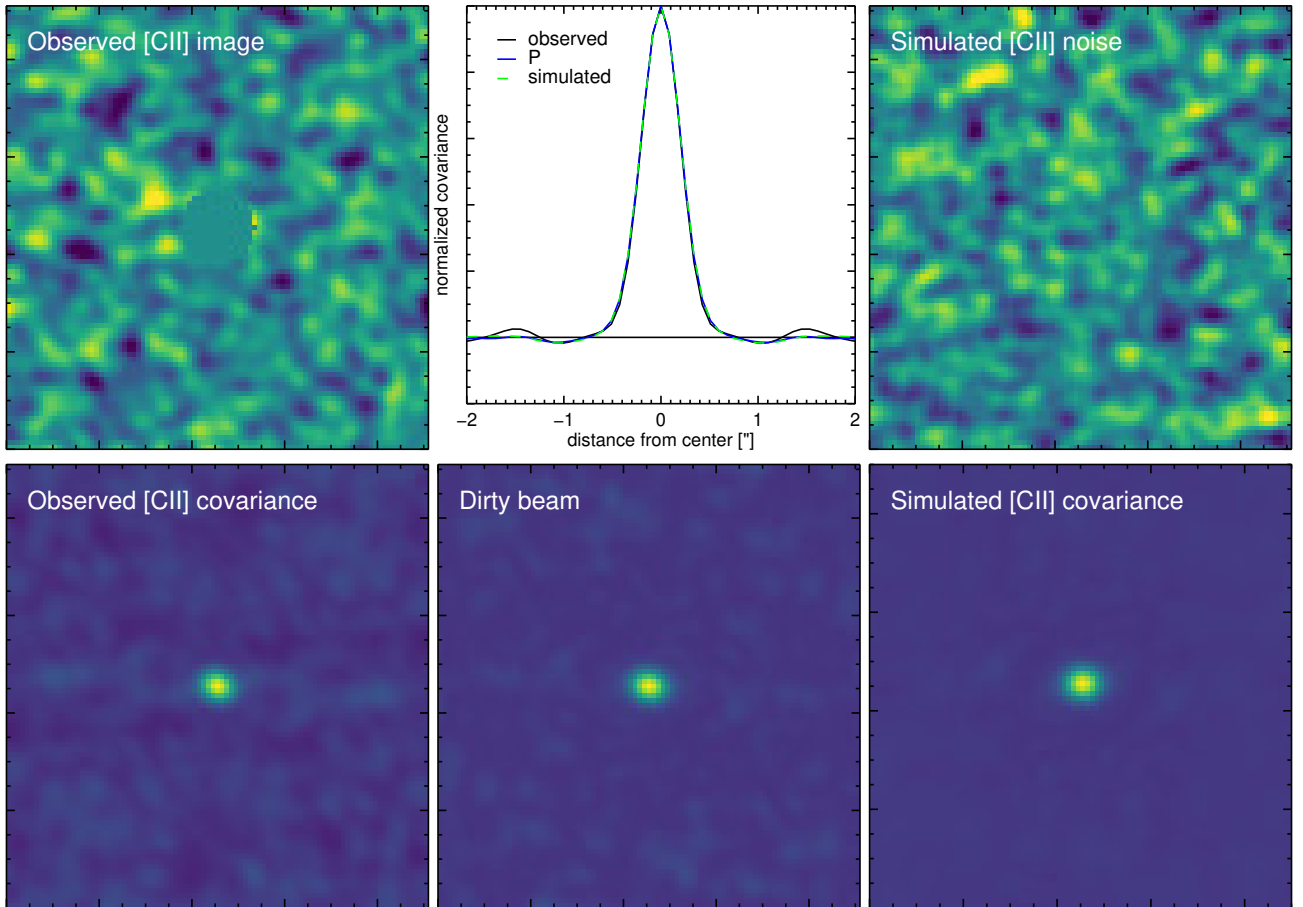 Observed [CII] image
observed
P
simulated
normalized covariance
−2 −1 0 1 2
distance from center ["]
Simulated [CII] noise
Observed [CII] covariance
Dirty beam
Simulated [CII] covariance